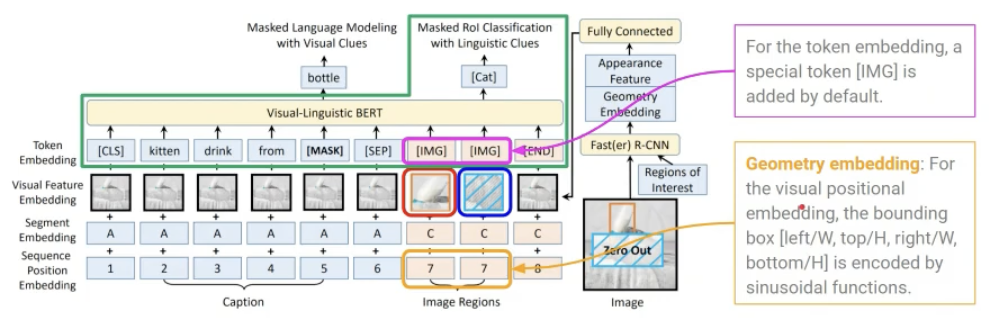 Masked Language Modeling
with Visual Clues
Masked RoI Classification
with Linguistic Clues
Fully Connected
bottle
[Cat]
Appearance
Feature
Geometry
Embedding
Visual-Linguistic BERT
Fast(er) R-CNN
Regions of
Interest
Token
Embedding
[CLS] kitten drink from [MASK] [SEP] [IMG] [IMG] [END]
Visual Feature
Embedding
+ + + + + + + + +
Segment
Embedding
A A A A A A C C C
+ + + + + + + + +
Sequence
Position
Embedding
1 2 3 4 5 6 7 7 8
Caption
Image Regions
Zero Out
Image
For the token embedding, a
special token [IMG] is
added by default.
Geometry embedding: For
the visual positional
embedding, the bounding
box [left/W, top/H, right/W,
bottom/H] is encoded by
sinusoidal functions.